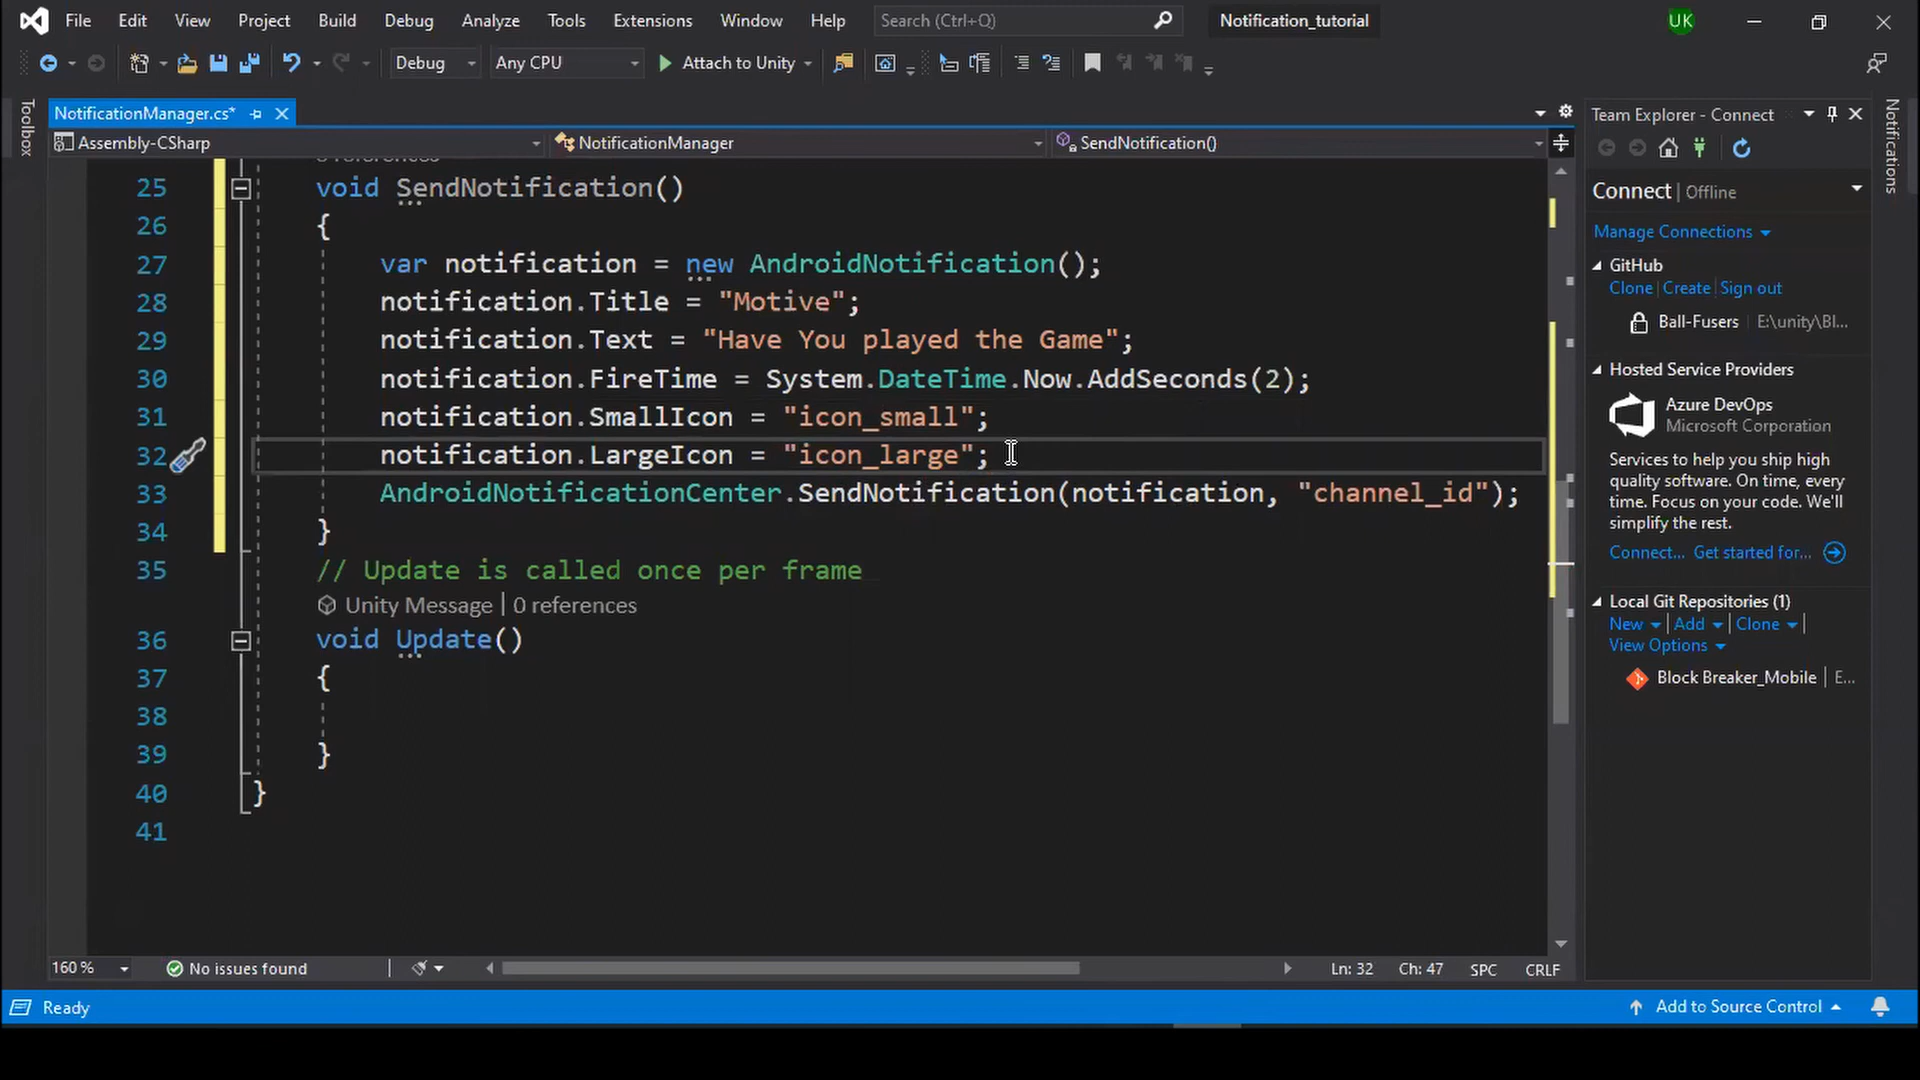 File Edit View Project Build Debug Analyze Tools Extensions Window Help Search (Ctrl+Q) Notification_tutorial UK
Debug Any CPU Attach to Unity
Toolbox
NotificationManager.cs*
Assembly-CSharp NotificationManager SendNotification()
25 void SendNotification()
26 {
27 var notification = new AndroidNotification();
28 notification.Title = "Motive";
29 notification.Text = "Have You played the Game";
30 notification.FireTime = System.DateTime.Now.AddSeconds(2);
31 notification.SmallIcon = "icon_small";
32 notification.LargeIcon = "icon_large";
33 AndroidNotificationCenter.SendNotification(notification, "channel_id");
34 }
35 // Update is called once per frame
Unity Message | 0 references
36 void Update()
37 {
38
39 }
40 }
41
160 % No issues found Ln: 32 Ch: 47 SPC CRLF
Team Explorer - Connect
Connect | Offline
Manage Connections
GitHub
Clone | Create | Sign out
Ball-Fusers E:\unity\Bl...
Hosted Service Providers
Azure DevOps
Microsoft Corporation
Services to help you ship high
quality software. On time, every
time. Focus on your code. We'll
simplify the rest.
Connect... Get started for...
Local Git Repositories (1)
New | Add | Clone |
View Options
Block Breaker_Mobile | E...
Notifications
Ready Add to Source Control